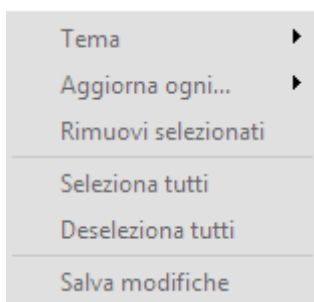 Tema
Aggiorna ogni...
Rimuovi selezionati
Seleziona tutti
Deseleziona tutti
Salva modifiche